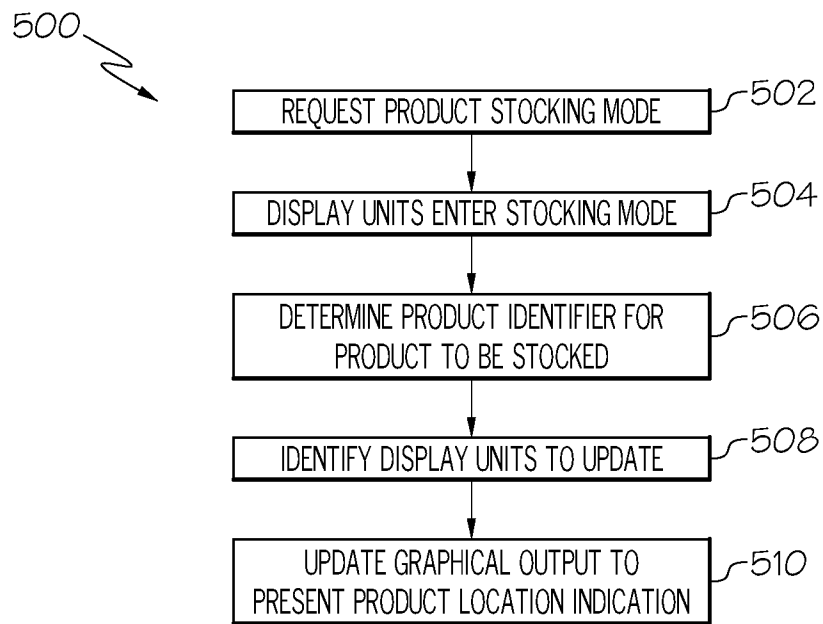 500
REQUEST PRODUCT STOCKING MODE
502
DISPLAY UNITS ENTER STOCKING MODE
504
DETERMINE PRODUCT IDENTIFIER FOR
PRODUCT TO BE STOCKED
506
IDENTIFY DISPLAY UNITS TO UPDATE
508
UPDATE GRAPHICAL OUTPUT TO
PRESENT PRODUCT LOCATION INDICATION
510